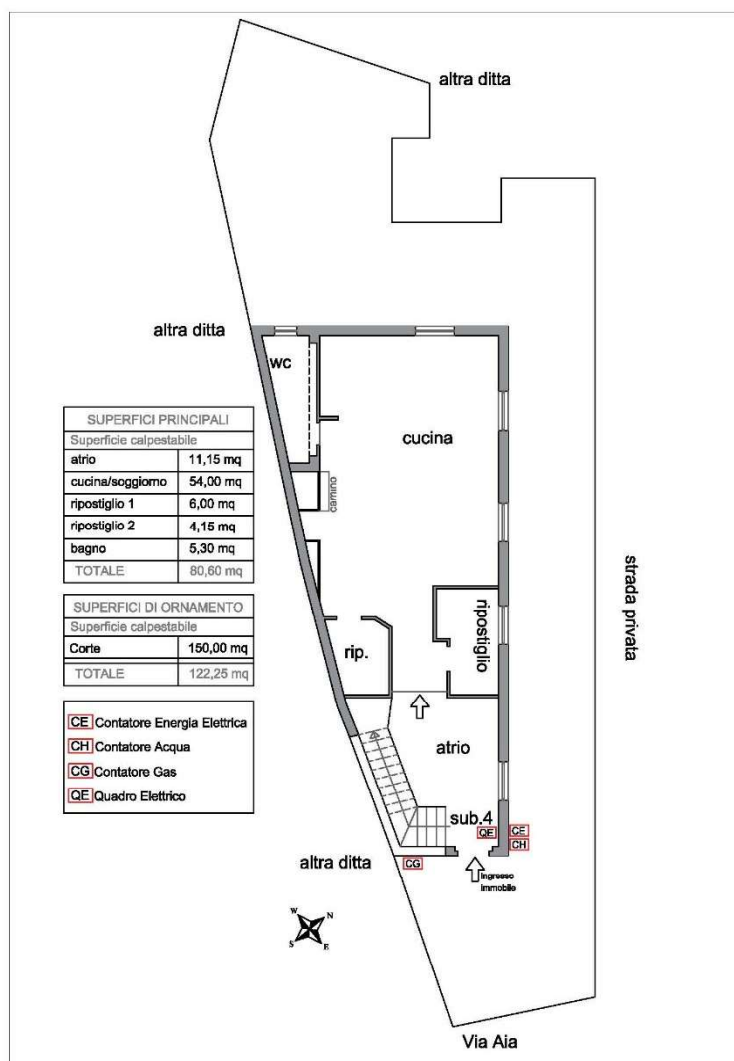 altra ditta
altra ditta
WC
cucina
camino
SUPERFICI PRINCIPALI
Superficie calpestabile
atrio 11,15 mq
cucina/soggiorno 54,00 mq
ripostiglio 1 6,00 mq
ripostiglio 2 4,15 mq
bagno 5,30 mq
TOTALE 80,60 mq
SUPERFICI DI ORNAMENTO
Superficie calpestabile
Corte 150,00 mq
TOTALE 122,25 mq
strada privata
ripostiglio
rip.
CE Contatore Energia Elettrica
CH Contatore Acqua
CG Contatore Gas
QE Quadro Elettrico
atrio
sub.4
QE
CE
CH
altra ditta
CG
Ingresso
immobile
W
N
S
E
Via Aia